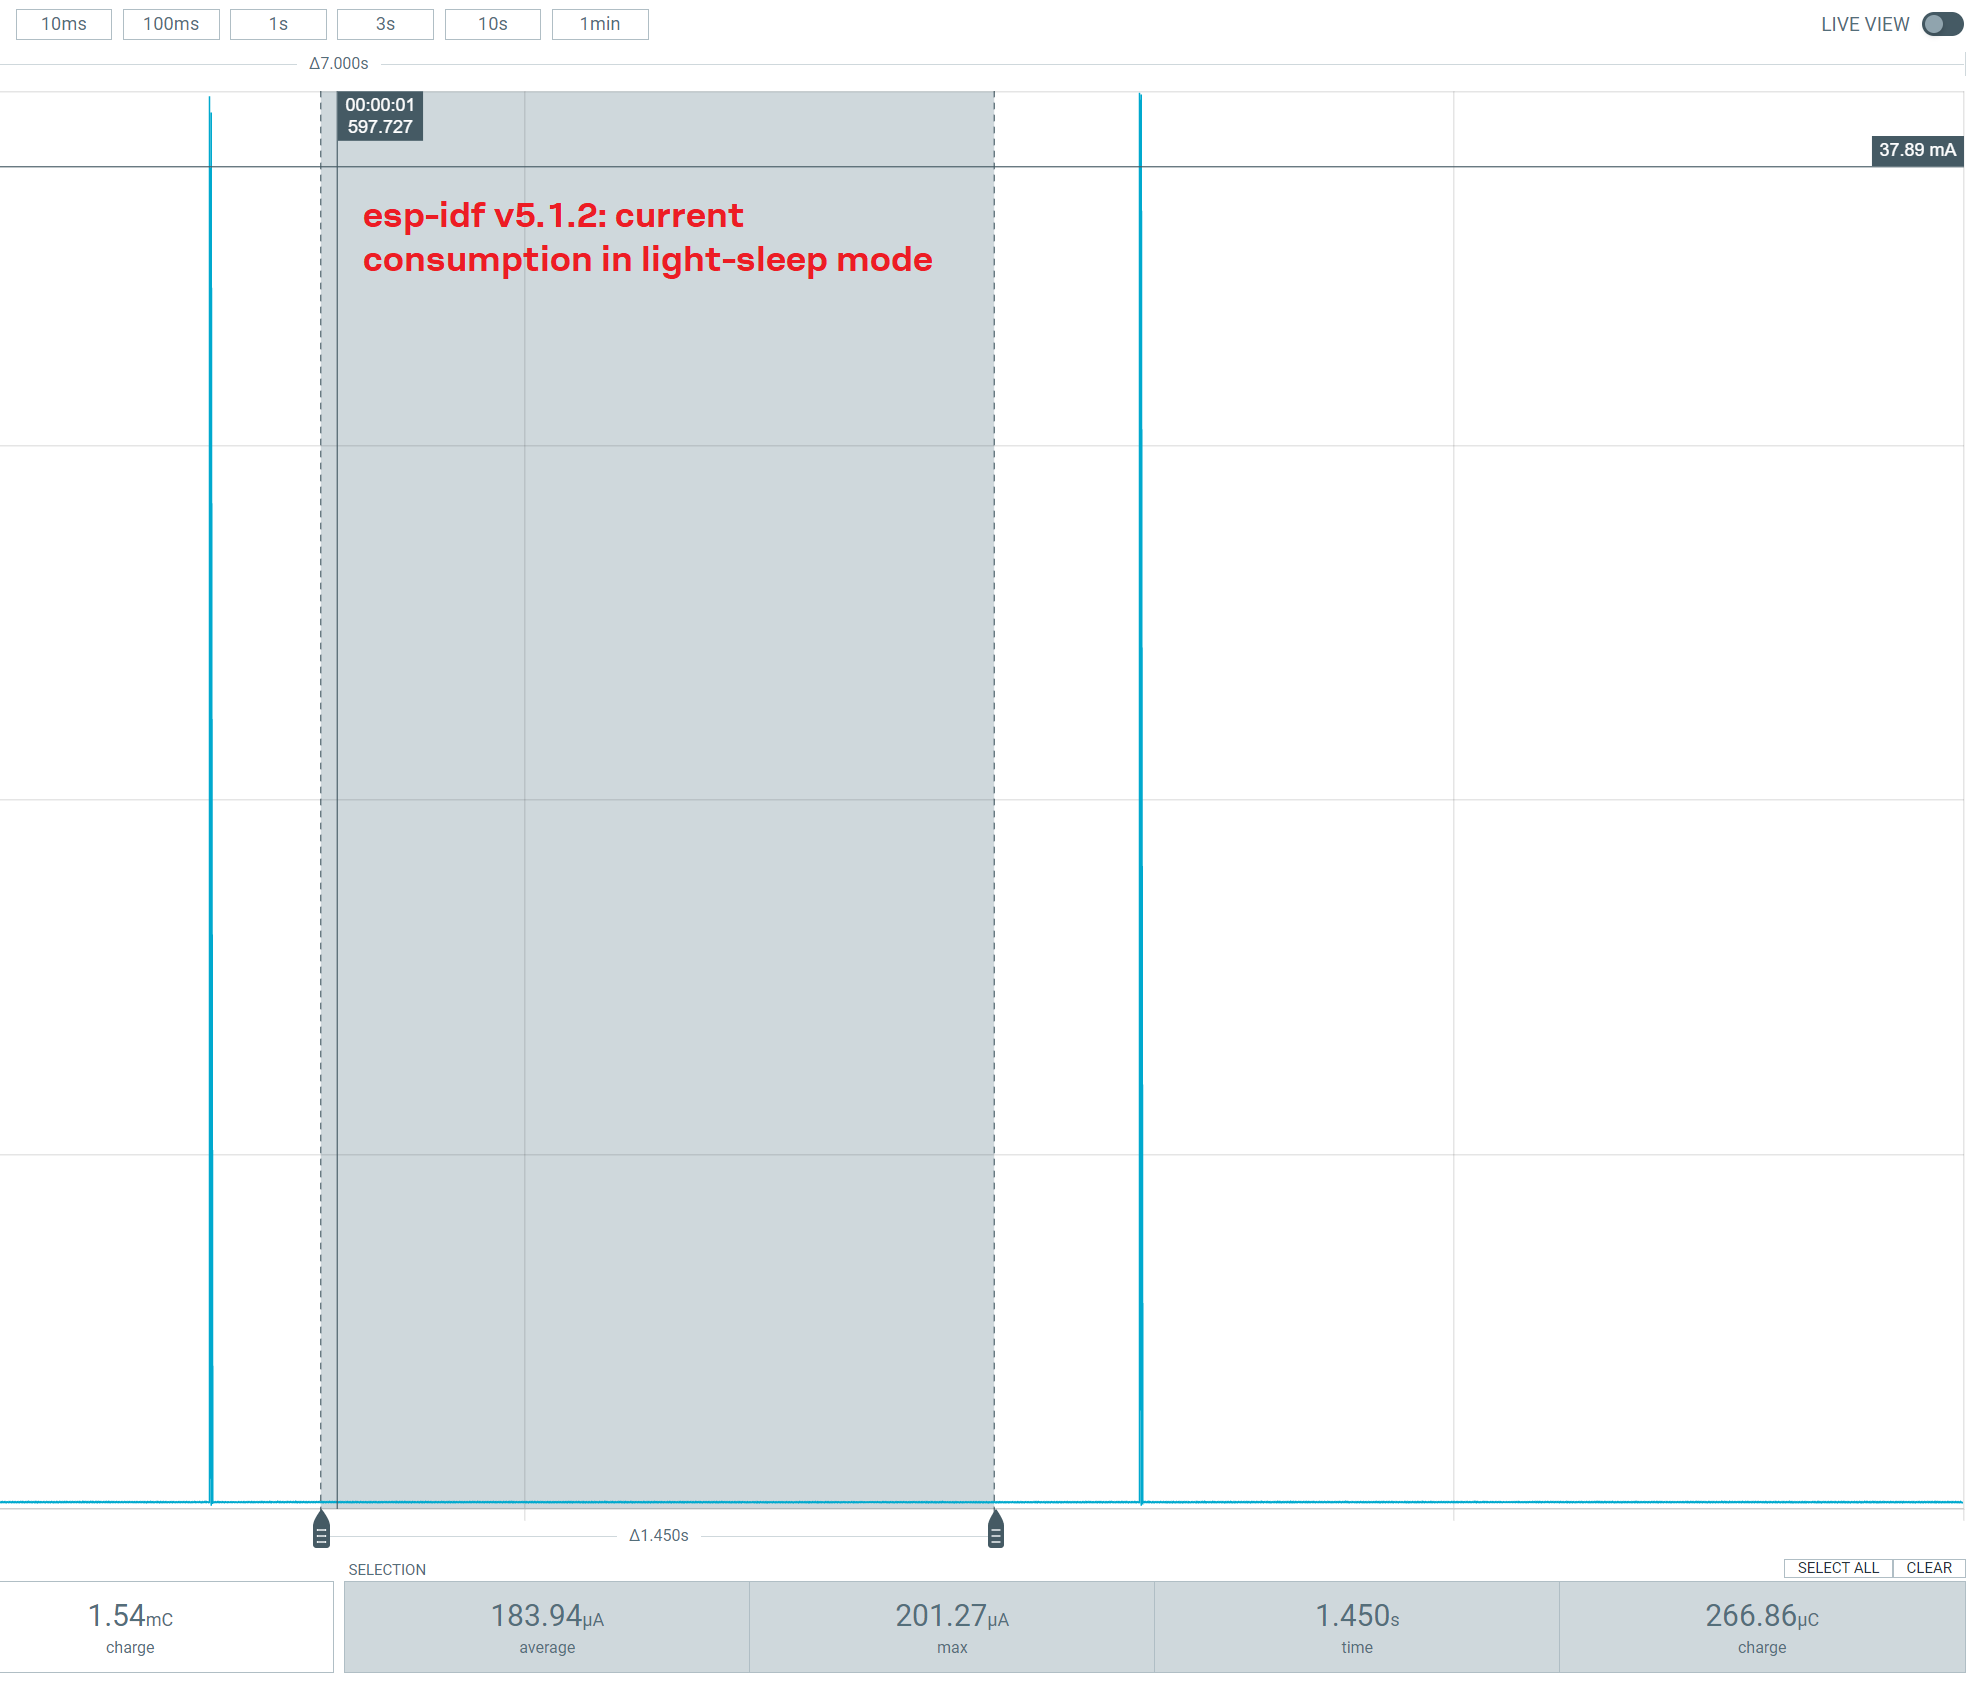 10ms 100ms 1s 3s 10s 1min LIVE VIEW
Δ7.000s
00:00:01
597.727
37.89 mA
esp-idf v5.1.2: current
consumption in light-sleep mode
Δ1.450s
SELECTION SELECT ALL CLEAR
1.54mC 183.94µA 201.27µA 1.450s 266.86µC
charge average max time charge